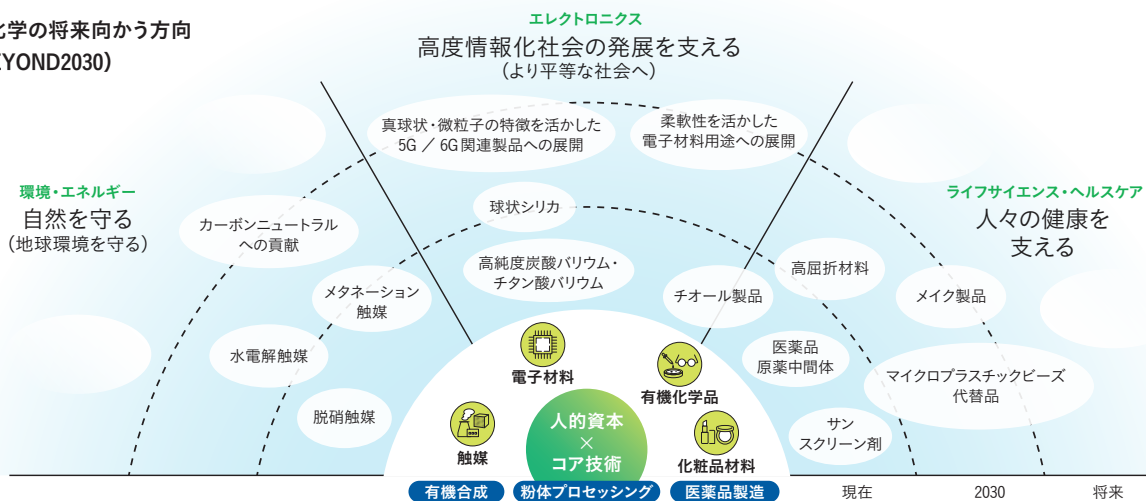 化学の将来向かう方向
EYOND2030)
エレクトロニクス
高度情報化社会の発展を支える
(より平等な社会へ)
真球状・微粒子の特徴を活かした
5G / 6G関連製品への展開
柔軟性を活かした
電子材料用途への展開
環境・エネルギー
自然を守る
(地球環境を守る)
ライフサイエンス・ヘルスケア
人々の健康を
支える
カーボンニュートラル
への貢献
球状シリカ
高純度炭酸バリウム・
チタン酸バリウム
メタネーション
触媒
チオール製品
高屈折材料
メイク製品
水電解触媒
医薬品
原薬中間体
マイクロプラスチックビーズ
代替品
脱硝触媒
サン
スクリーン剤
電子材料
有機化学品
触媒
化粧品材料
人的資本
×
コア技術
有機合成
粉体プロセッシング
医薬品製造
現在
2030
将来